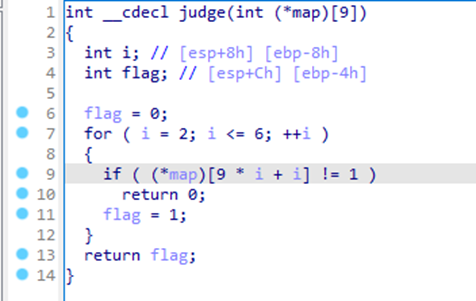 1 int __cdecl judge(int (*map)[9])
2 {
3 int i; // [esp+8h] [ebp-8h]
4 int flag; // [esp+Ch] [ebp-4h]
5
6 flag = 0;
7 for ( i = 2; i <= 6; ++i )
8 {
9 if ( (*map)[9 * i + i] != 1 )
10 return 0;
11 flag = 1;
12 }
13 return flag;
14 }